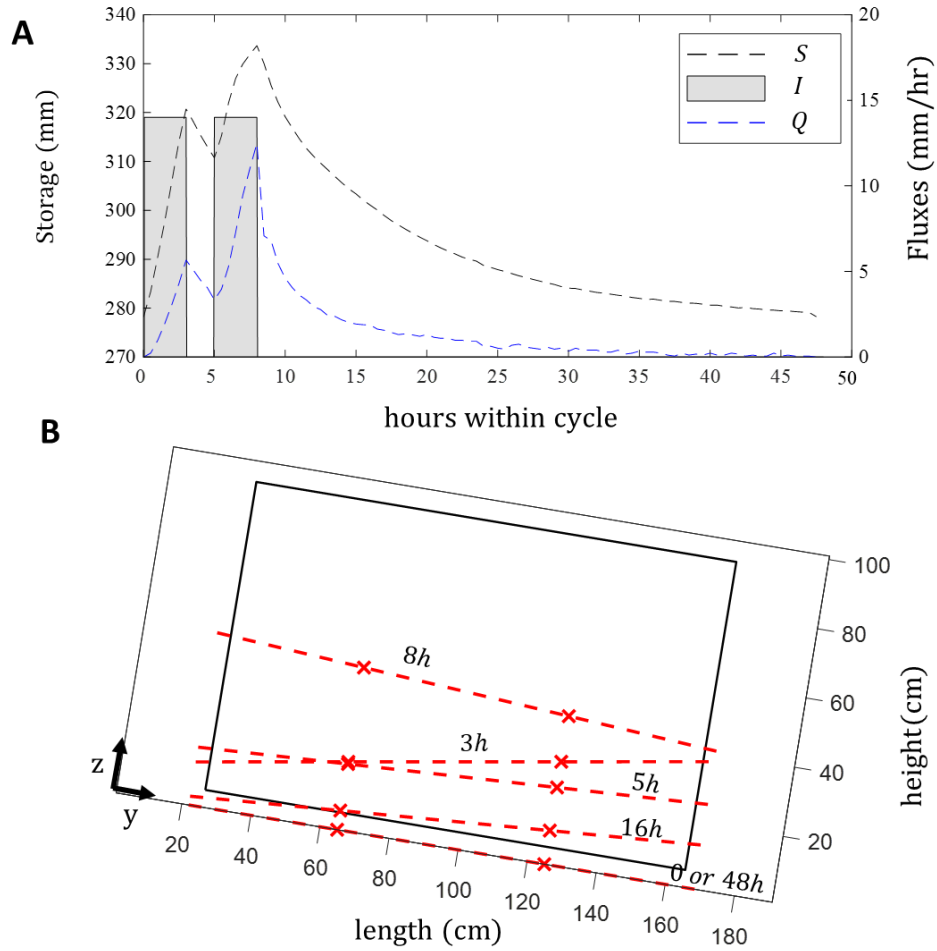 A
340
330
320
310
300
290
280
270
Storage (mm)
20
15
10
5
0
Fluxes (mm/hr)
S
I
Q
0 5 10 15 20 25 30 35 40 45 50
hours within cycle
B
8h
3h
5h
16h
0 or 48h
z
y
100
80
60
40
20
height(cm)
20 40 60 80 100 120 140 160 180
length (cm)